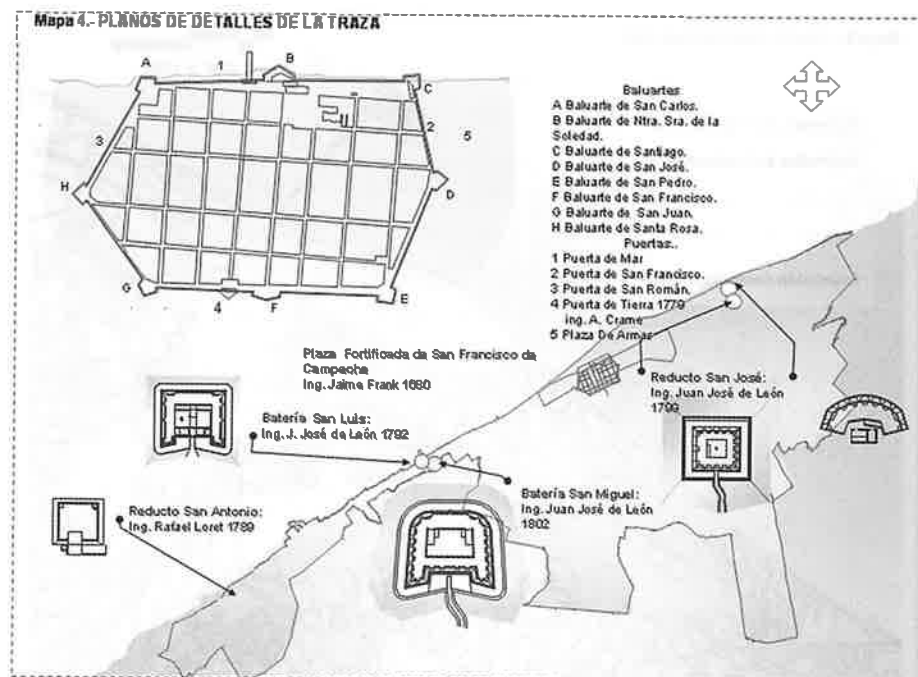 Mapa 4.- PLANOS DE DETALLES DE LA TRAZA
A
1
B
C
2
5
3
H
D
G
4
F
E
Baluartes
A Baluarte de San Carlos.
B Baluarte de Ntra. Sra. de la
Soledad.
C Baluarte de Santiago.
D Baluarte de San José.
E Baluarte de San Pedro.
F Baluarte de San Francisco.
G Baluarte de San Juan.
H Baluarte de Santa Rosa.
Puertas..
1 Puerta de Mar
2 Puerta de San Francisco.
3 Puerta de San Román.
4 Puerta de Tierra 1779
ing. A. Crame
5 Plaza De Armas
Plaza Fortificada de San Francisco de
Campeche
Ing. Jaime Frank 1680
Batería San Luis:
Ing. J. José de León 1792
Reducto San José:
Ing. Juan José de León
1799
Reducto San Antonio:
Ing. Rafael Loret 1789
Batería San Miguel:
Ing. Juan José de León
1802